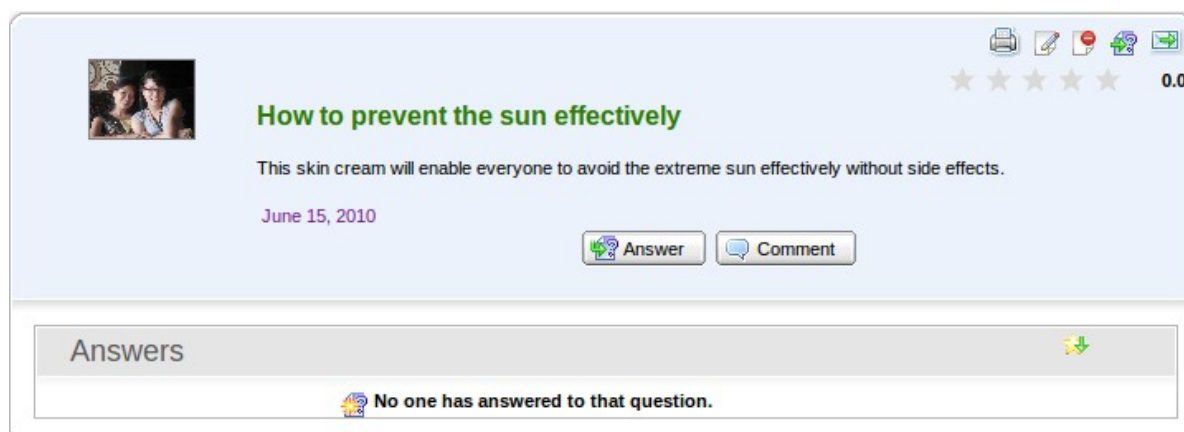 0.0
How to prevent the sun effectively
This skin cream will enable everyone to avoid the extreme sun effectively without side effects.
June 15, 2010
Answer Comment
Answers
No one has answered to that question.